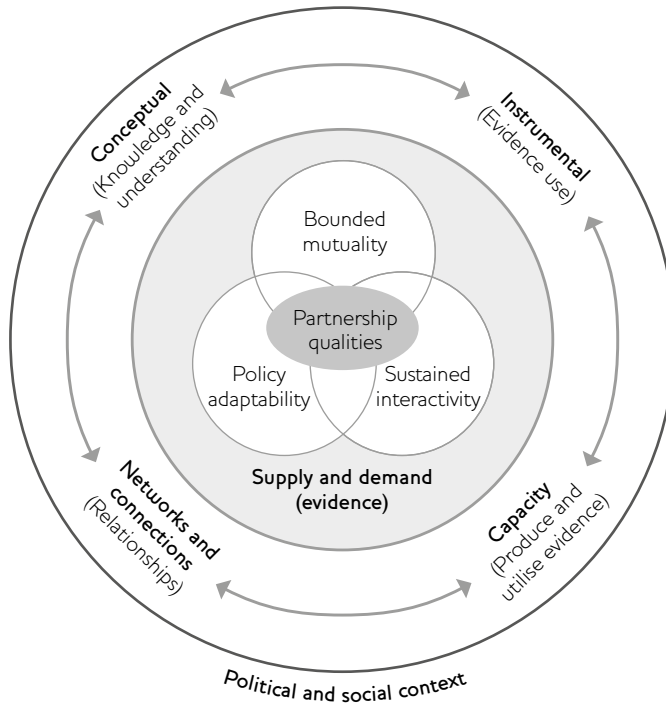 Conceptual
(Knowledge and
understanding)
Instrumental
(Evidence use)
Bounded
mutuality
Partnership
qualities
Policy
adaptability
Sustained
interactivity
Supply and demand
(evidence)
Networks and
connections
(Relationships)
Capacity
(Produce and
utilise evidence)
Political and social context